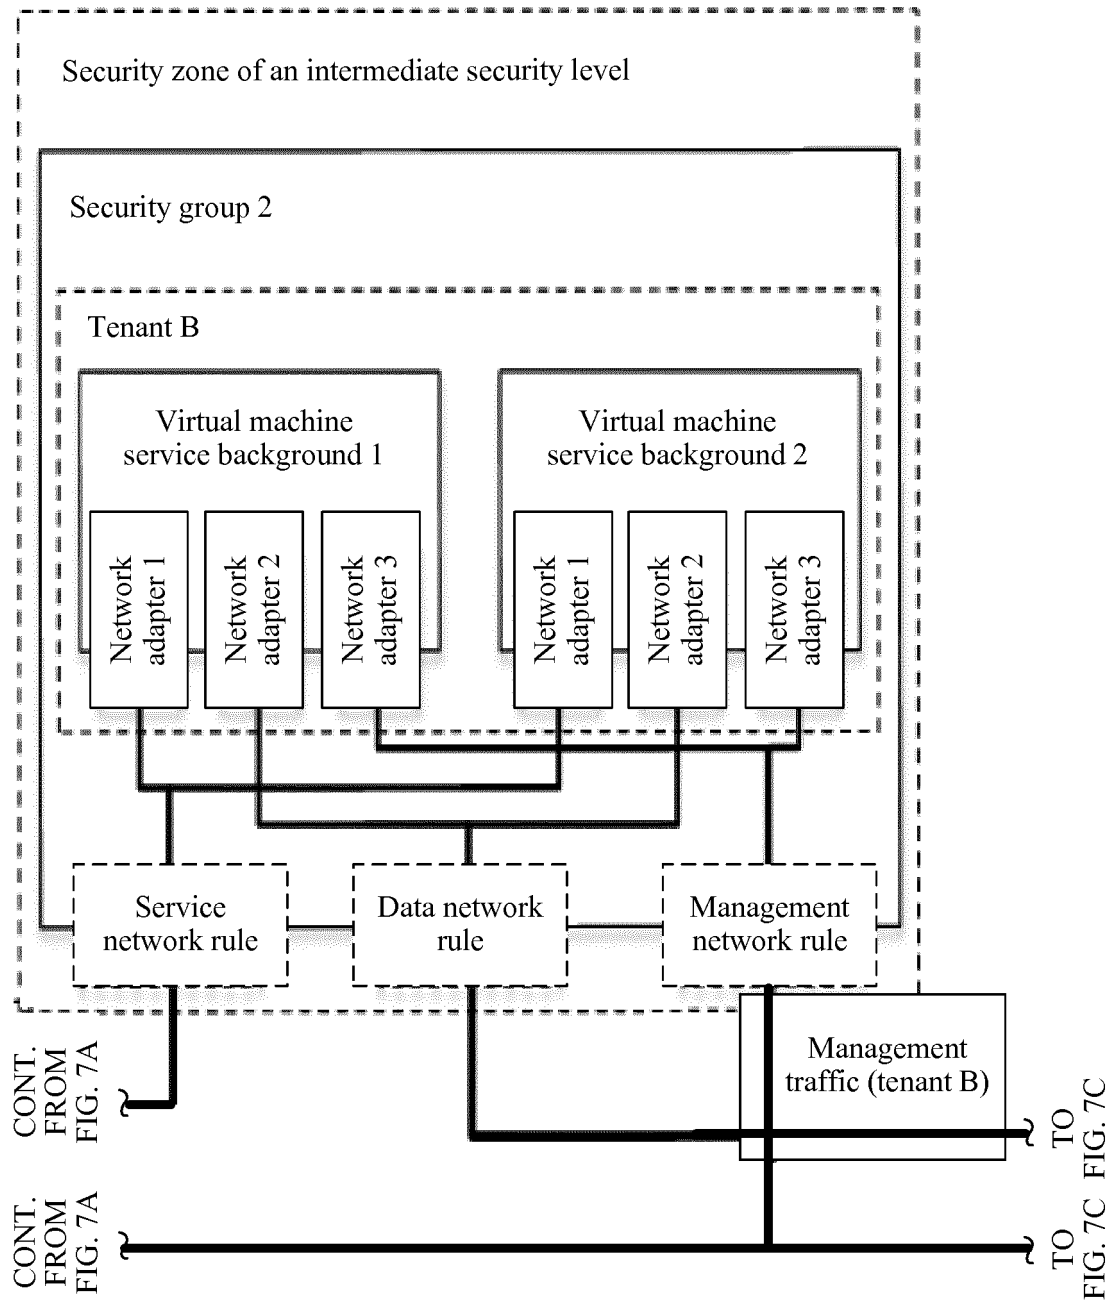 Security zone of an intermediate security level
Security group 2
Tenant B
Virtual machine
service background 1
Virtual machine
service background 2
Network
adapter 1
Network
adapter 2
Network
adapter 3
Network
adapter 1
Network
adapter 2
Network
adapter 3
Service
network rule
Data network
rule
Management
network rule
Management
traffic (tenant B)
CONT.
FROM
FIG. 7A
TO
FIG. 7C
CONT.
FROM
FIG. 7A
TO
FIG. 7C